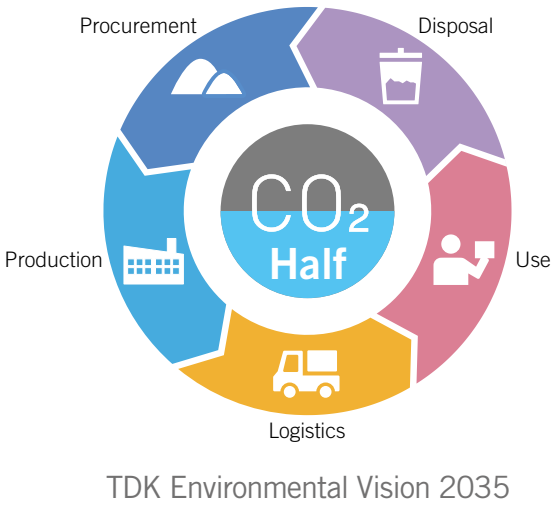 Procurement
Disposal
CO₂
Half
Production
Use
Logistics
TDK Environmental Vision 2035